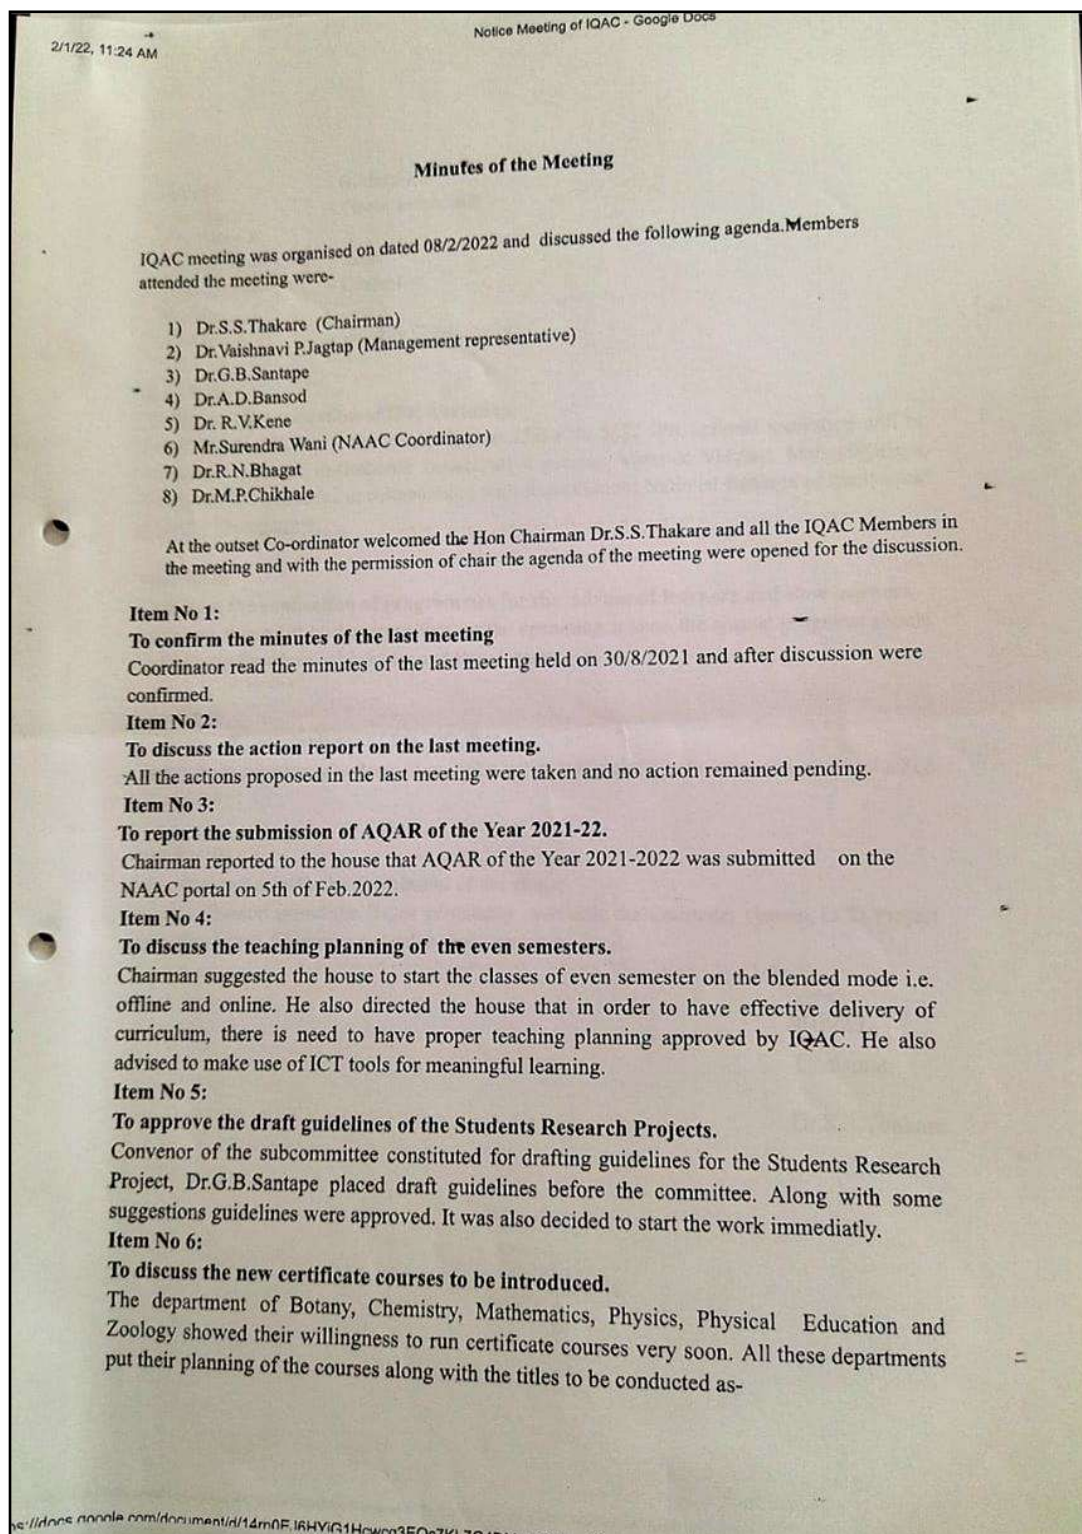 2/1/22, 11:24 AM
Notice Meeting of IQAC - Google Docs
Minutes of the Meeting
IQAC meeting was organised on dated 08/2/2022 and discussed the following agenda.Members
attended the meeting were-
1) Dr.S.S.Thakare (Chairman)
2) Dr.Vaishnavi P.Jagtap (Management representative)
3) Dr.G.B.Santape
4) Dr.A.D.Bansod
5) Dr. R.V.Kene
6) Mr.Surendra Wani (NAAC Coordinator)
7) Dr.R.N.Bhagat
8) Dr.M.P.Chikhale
At the outset Co-ordinator welcomed the Hon Chairman Dr.S.S.Thakare and all the IQAC Members in
the meeting and with the permission of chair the agenda of the meeting were opened for the discussion.
Item No 1:
To confirm the minutes of the last meeting
Coordinator read the minutes of the last meeting held on 30/8/2021 and after discussion were
confirmed.
Item No 2:
To discuss the action report on the last meeting.
All the actions proposed in the last meeting were taken and no action remained pending.
Item No 3:
To report the submission of AQAR of the Year 2021-22.
Chairman reported to the house that AQAR of the Year 2021-2022 was submitted on the
NAAC portal on 5th of Feb.2022.
Item No 4:
To discuss the teaching planning of the even semesters.
Chairman suggested the house to start the classes of even semester on the blended mode i.e.
offline and online. He also directed the house that in order to have effective delivery of
curriculum, there is need to have proper teaching planning approved by IQAC. He also
advised to make use of ICT tools for meaningful learning.
Item No 5:
To approve the draft guidelines of the Students Research Projects.
Convenor of the subcommittee constituted for drafting guidelines for the Students Research
Project, Dr.G.B.Santape placed draft guidelines before the committee. Along with some
suggestions guidelines were approved. It was also decided to start the work immediatly.
Item No 6:
To discuss the new certificate courses to be introduced.
The department of Botany, Chemistry, Mathematics, Physics, Physical Education and
Zoology showed their willingness to run certificate courses very soon. All these departments
put their planning of the courses along with the titles to be conducted as-